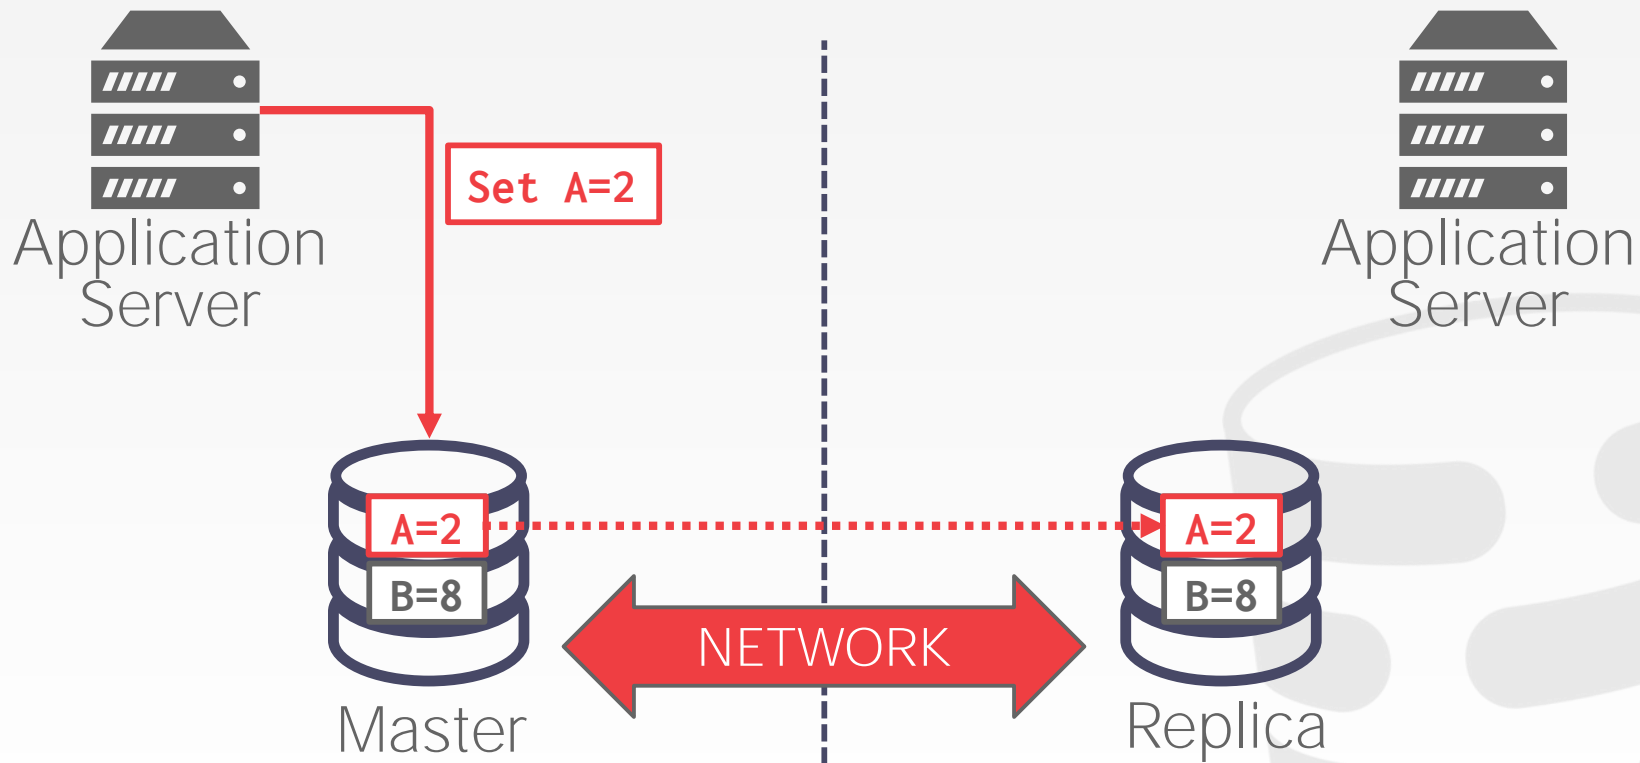 Application
Server
Application
Server
Set A=2
A=2
A=2
B=8
B=8
NETWORK
Master
Replica